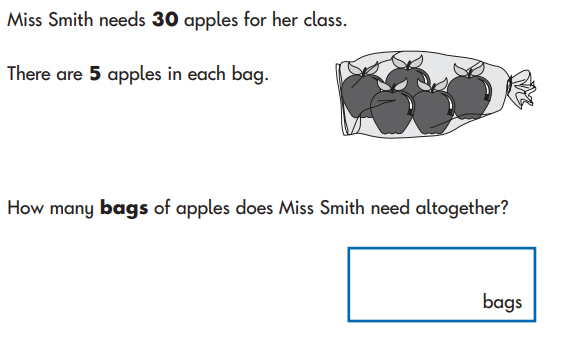 Miss Smith needs 30 apples for her class.
There are 5 apples in each bag.
How many bags of apples does Miss Smith need altogether?
bags